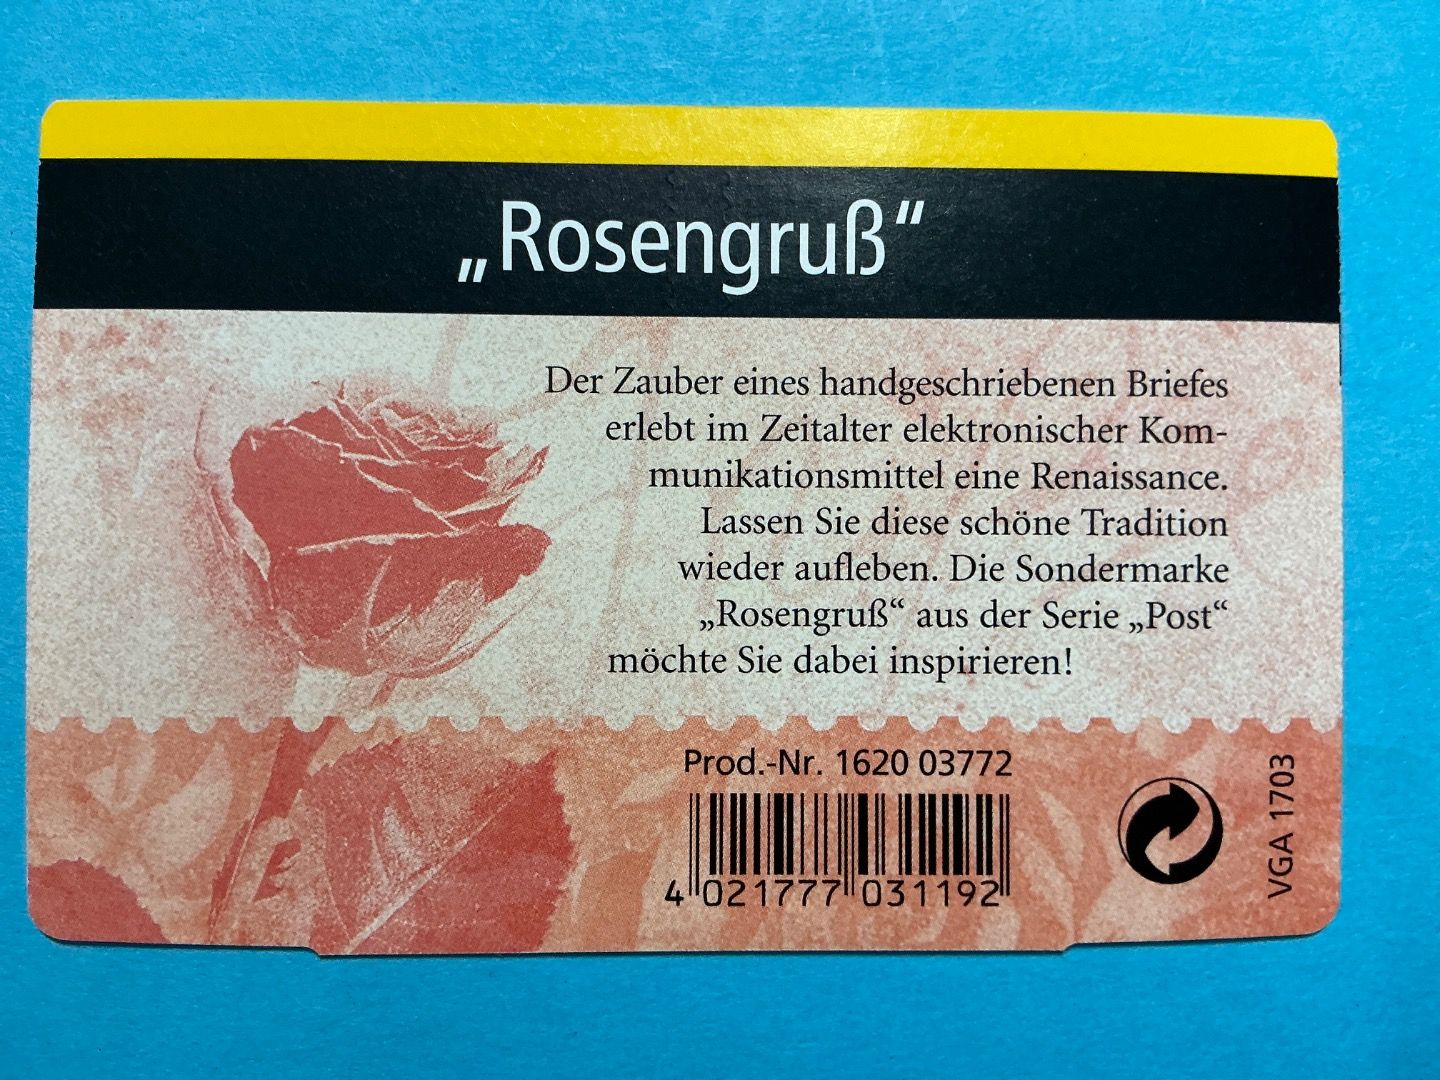 „Rosengruß“
Der Zauber eines handgeschriebenen Briefes
erlebt im Zeitalter elektronischer Kom-
munikationsmittel eine Renaissance.
Lassen Sie diese schöne Tradition
wieder aufleben. Die Sondermarke
„Rosengruß“ aus der Serie „Post“
möchte Sie dabei inspirieren!
Prod.-Nr. 1620 03772
4 021777 031192
VGA 1703